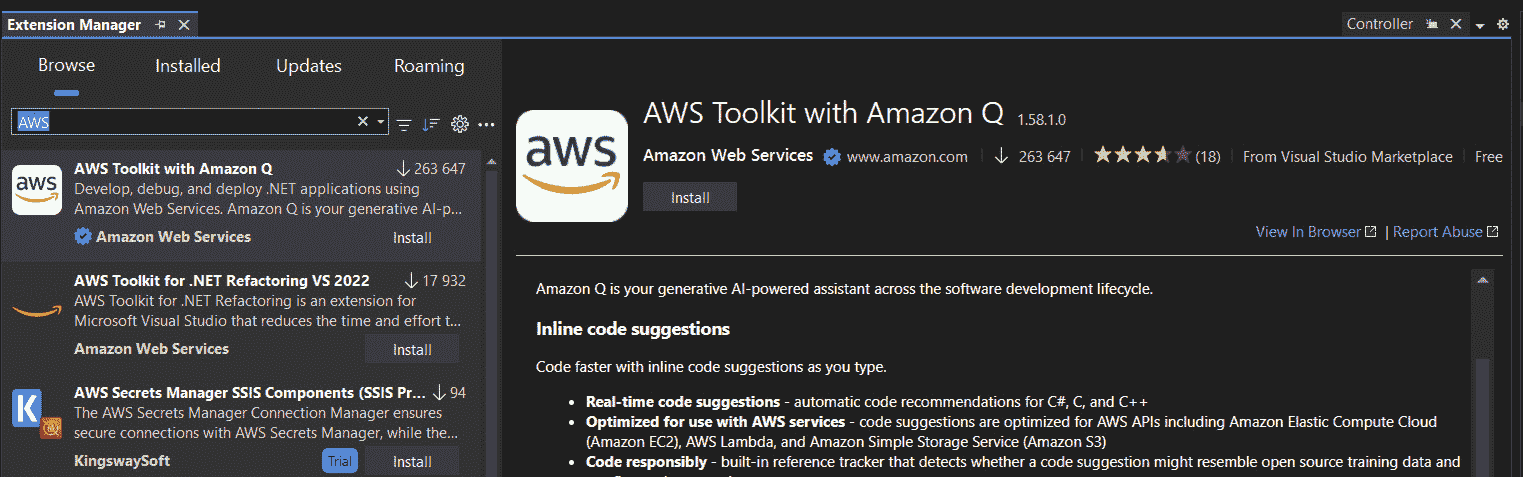 Extension Manager
Controller
Browse
Installed
Updates
Roaming
AWS
aws
AWS Toolkit with Amazon Q
263 647
Develop, debug, and deploy .NET applications using
Amazon Web Services. Amazon Q is your generative AI-p...
Amazon Web Services
Install
AWS Toolkit for .NET Refactoring VS 2022
17 932
AWS Toolkit for .NET Refactoring is an extension for
Microsoft Visual Studio that reduces the time and effort t...
Amazon Web Services
Install
K
AWS Secrets Manager SSIS Components (SSIS Pr...
94
The AWS Secrets Manager Connection Manager ensures
secure connections with AWS Secrets Manager, while the...
KingswaySoft
Trial
Install
aws
AWS Toolkit with Amazon Q 1.58.1.0
Amazon Web Services www.amazon.com | 263 647 | (18) | From Visual Studio Marketplace | Free
Install
View In Browser | Report Abuse
Amazon Q is your generative AI-powered assistant across the software development lifecycle.
Inline code suggestions
Code faster with inline code suggestions as you type.
• Real-time code suggestions - automatic code recommendations for C#, C, and C++
• Optimized for use with AWS services - code suggestions are optimized for AWS APIs including Amazon Elastic Compute Cloud
(Amazon EC2), AWS Lambda, and Amazon Simple Storage Service (Amazon S3)
• Code responsibly - built-in reference tracker that detects whether a code suggestion might resemble open source training data and